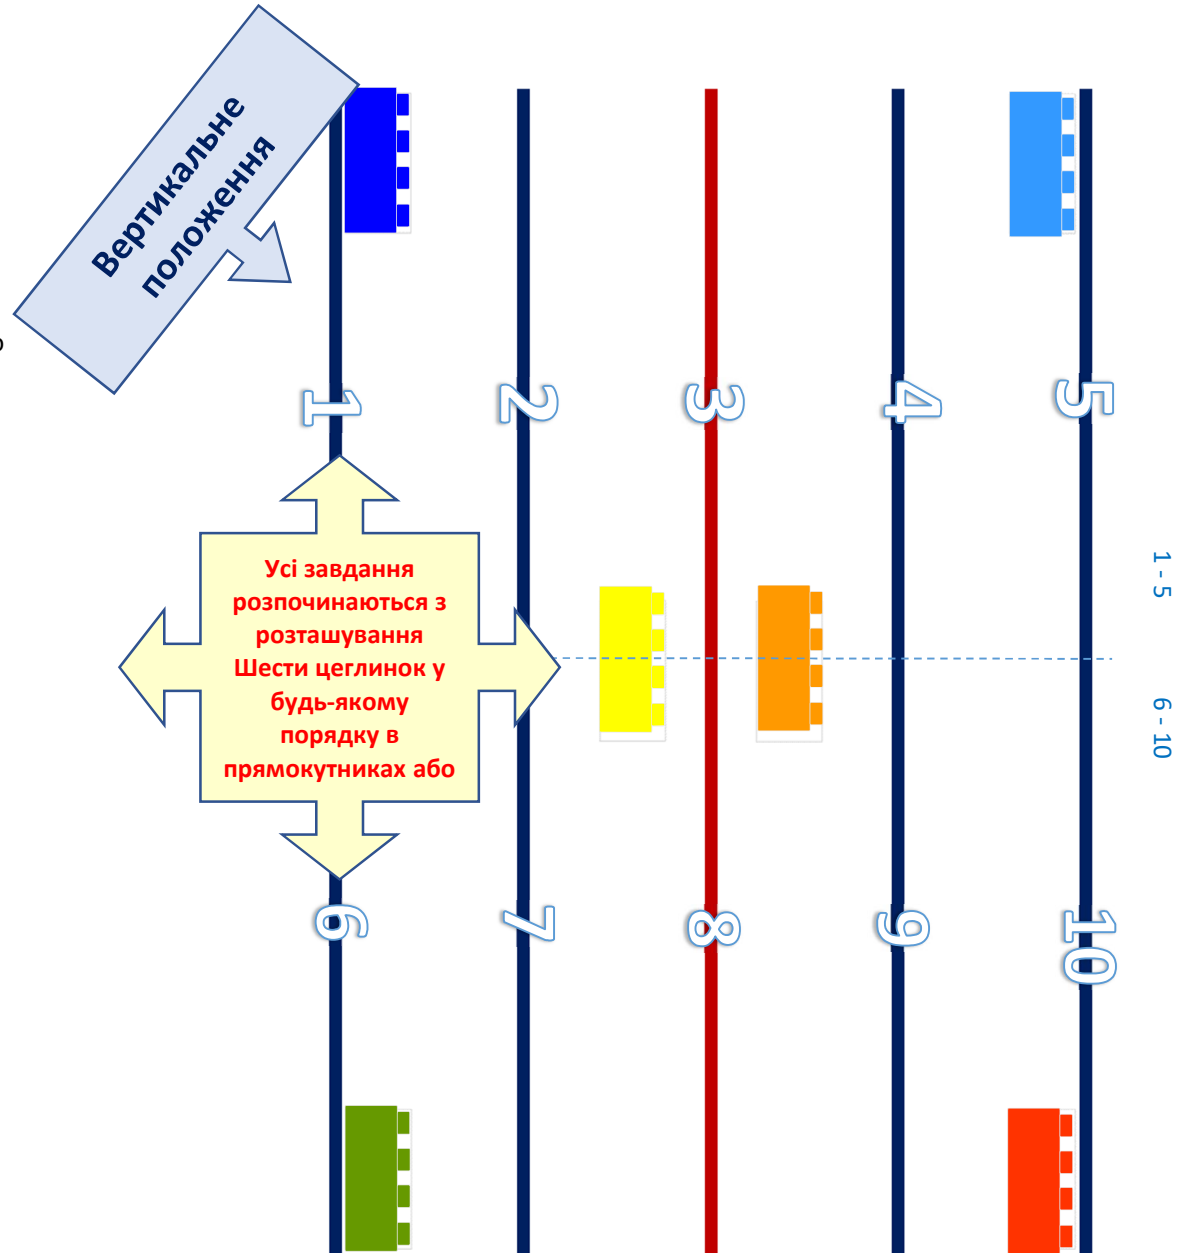 Вертикальне
положення
1
2
3
4
5
Усі завдання
розпочинаються з
розташування
Шести цеглинок у
будь-якому
порядку в
прямокутниках або
1 - 5
6 - 10
6
7
8
9
10